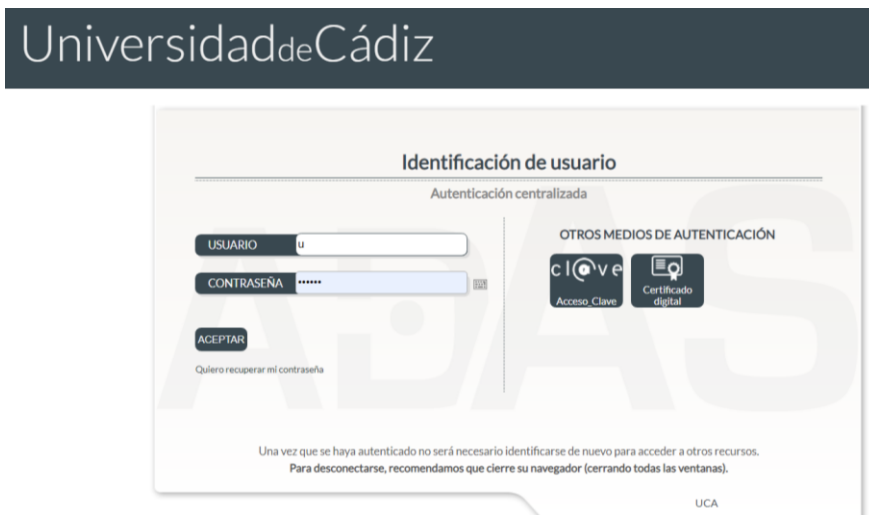 UniversidaddeCádiz
Identificación de usuario
Autenticación centralizada
USUARIO u
CONTRASEÑA ••••••
ACEPTAR
Quiero recuperar mi contraseña
OTROS MEDIOS DE AUTENTICACIÓN
cl@ve
Acceso_Clave
Certificado
digital
ADAS
Una vez que se haya autenticado no será necesario identificarse de nuevo para acceder a otros recursos.
Para desconectarse, recomendamos que cierre su navegador (cerrando todas las ventanas).
UCA